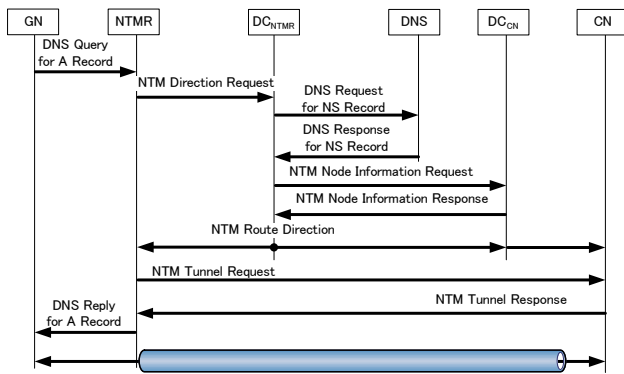 GN NTMR DC_NTMR DNS DC_CN CN
DNS Query
for A Record
NTM Direction Request
DNS Request
for NS Record
DNS Response
for NS Record
NTM Node Information Request
NTM Node Information Response
NTM Route Direction
NTM Tunnel Request
NTM Tunnel Response
DNS Reply
for A Record